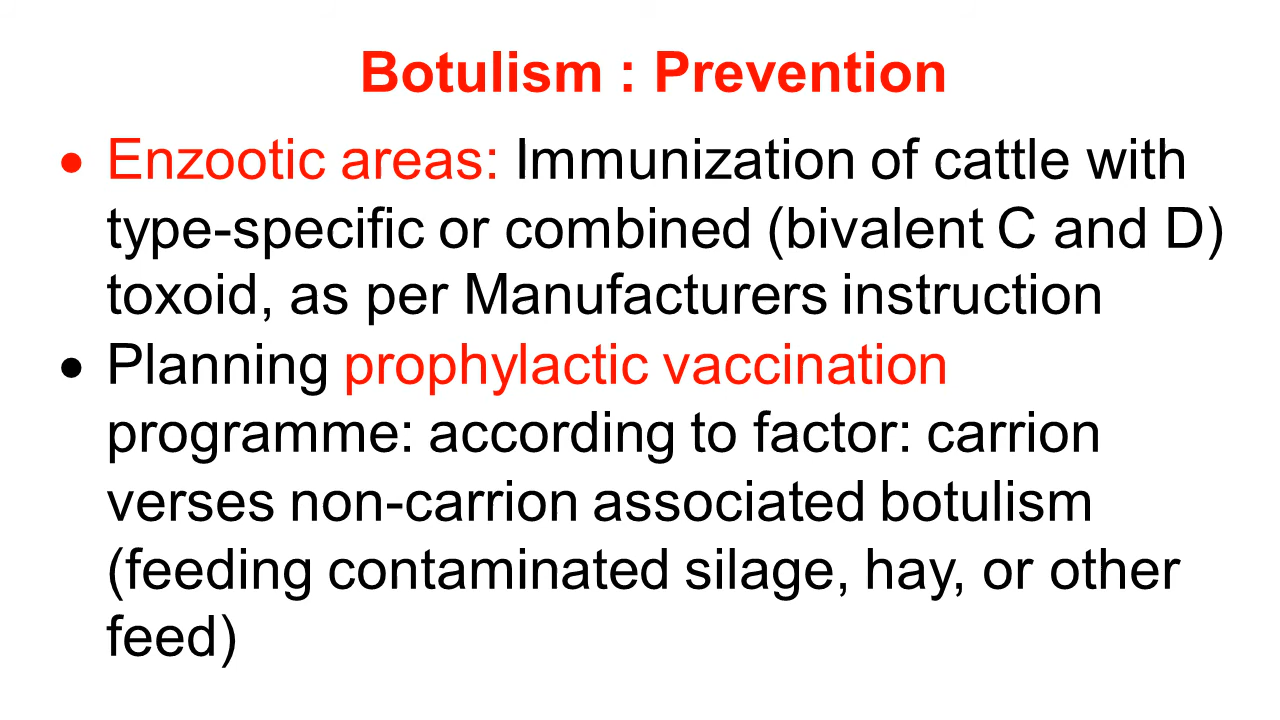 Botulism : Prevention
• Enzootic areas: Immunization of cattle with
type-specific or combined (bivalent C and D)
toxoid, as per Manufacturers instruction
• Planning prophylactic vaccination
programme: according to factor: carrion
verses non-carrion associated botulism
(feeding contaminated silage, hay, or other
feed)